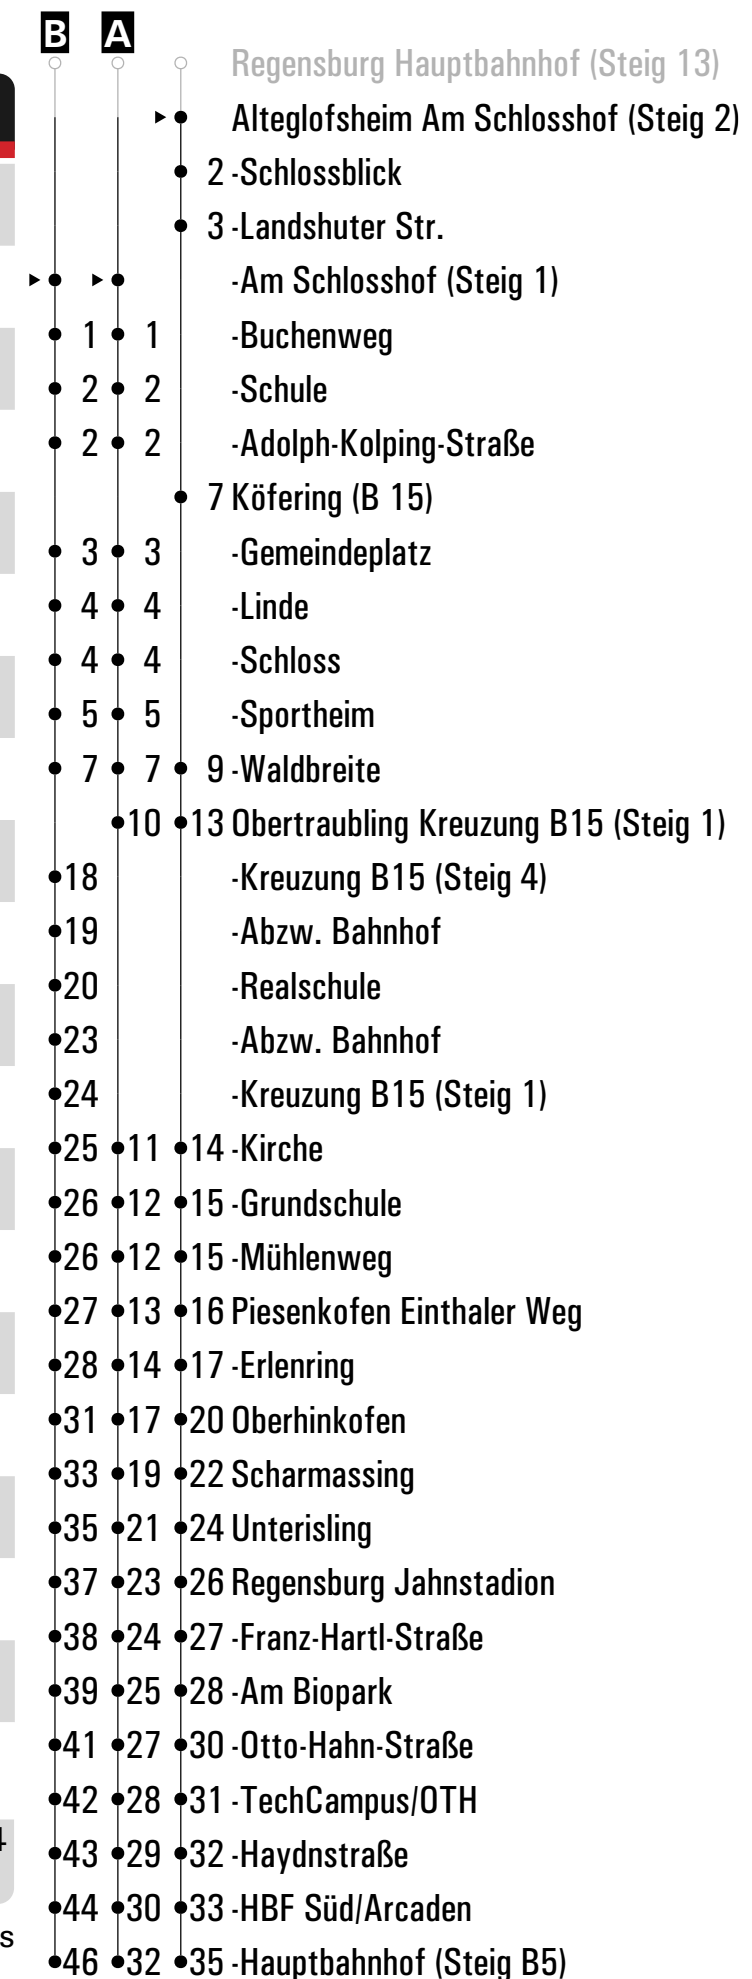 B A
Regensburg Hauptbahnhof (Steig 13)
Alteglofsheim Am Schlosshof (Steig 2)
2 -Schlossblick
3 -Landshuter Str.
-Am Schlosshof (Steig 1)
1 1 -Buchenweg
2 2 -Schule
2 2 -Adolph-Kolping-Straße
7 Köfering (B 15)
3 3 -Gemeindeplatz
4 4 -Linde
4 4 -Schloss
5 5 -Sportheim
7 7 9 -Waldbreite
10 13 Obertraubling Kreuzung B15 (Steig 1)
18 -Kreuzung B15 (Steig 4)
19 -Abzw. Bahnhof
20 -Realschule
23 -Abzw. Bahnhof
24 -Kreuzung B15 (Steig 1)
25 11 14 -Kirche
26 12 15 -Grundschule
26 12 15 -Mühlenweg
27 13 16 Piesenkofen Einthaler Weg
28 14 17 -Erlenring
31 17 20 Oberhinkofen
33 19 22 Scharmassing
35 21 24 Unterisling
37 23 26 Regensburg Jahnstadion
38 24 27 -Franz-Hartl-Straße
39 25 28 -Am Biopark
41 27 30 -Otto-Hahn-Straße
42 28 31 -TechCampus/OTH
43 29 32 -Haydnstraße
44 30 33 -HBF Süd/Arcaden
46 32 35 -Hauptbahnhof (Steig B5)